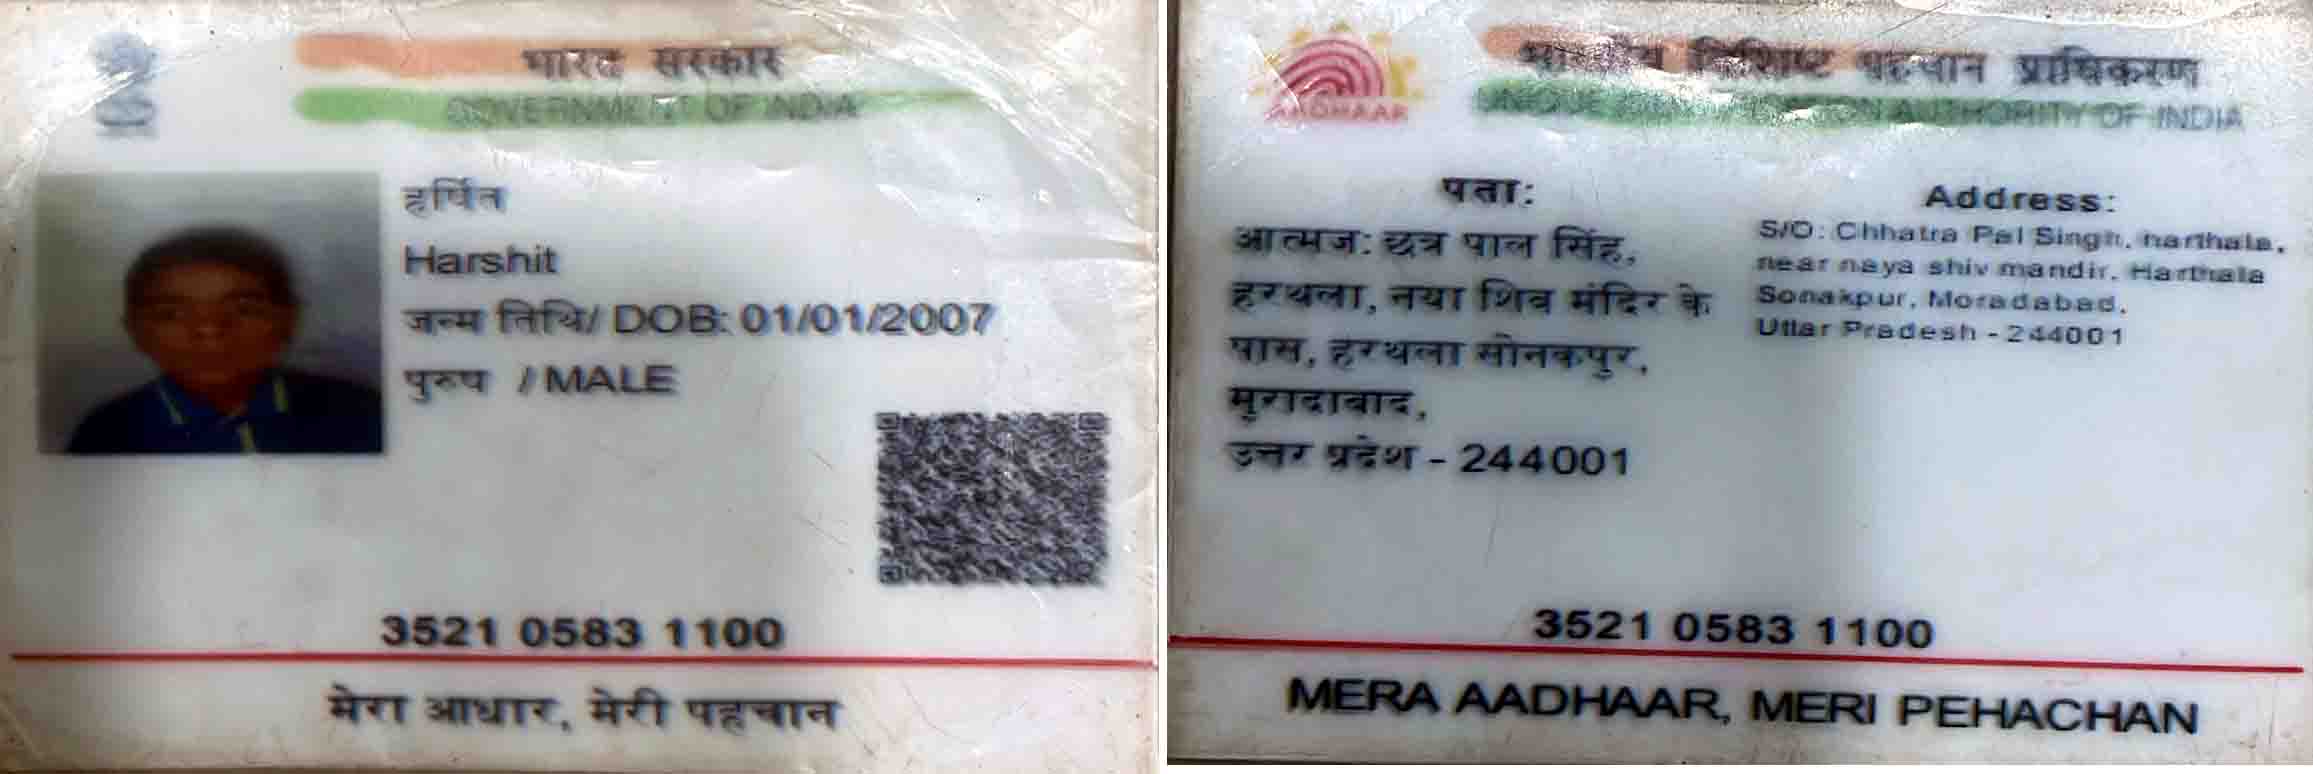 भारत सरकार
GOVERNMENT OF INDIA
हर्षित
Harshit
जन्म तिथि/ DOB: 01/01/2007
पुरुष / MALE
3521 0583 1100
मेरा आधार, मेरी पहचान
AADHAAR
भारतीय विशिष्ट पहचान प्राधिकरण
UNIQUE IDENTIFICATION AUTHORITY OF INDIA
पता:
आत्मज: छत्र पाल सिंह,
हरथला, नया शिव मंदिर के
पास, हरथला सोनकपुर,
मुरादाबाद,
उत्तर प्रदेश - 244001
Address:
S/O: Chhatra Pal Singh, harthala,
near naya shiv mandir, Harthala
Sonakpur, Moradabad,
Uttar Pradesh - 244001
3521 0583 1100
MERA AADHAAR, MERI PEHACHAN